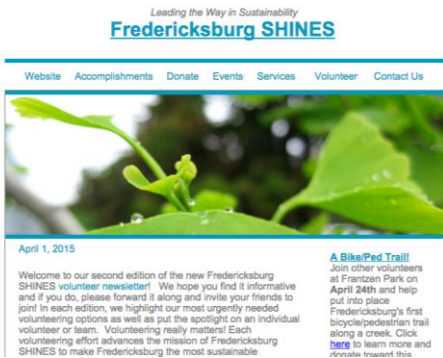 Leading the Way in Sustainability
Fredericksburg SHINES
Website Accomplishments Donate Events Services Volunteer Contact Us
April 1, 2015
Welcome to our second edition of the new Fredericksburg
SHINES volunteer newsletter! We hope you find it informative
and if you do, please forward it along and invite your friends to
join! In each edition, we highlight our most urgently needed
volunteering options as well as put the spotlight on an individual
volunteer or team. Volunteering really matters! Each
volunteering effort advances the mission of Fredericksburg
SHINES to make Fredericksburg the most sustainable
A Bike/Ped Trail!
Join other volunteers
at Frantzen Park on
April 24th and help
put into place
Fredericksburg's first
bicycle/pedestrian trail
along a creek. Click
here to learn more and
donate toward this